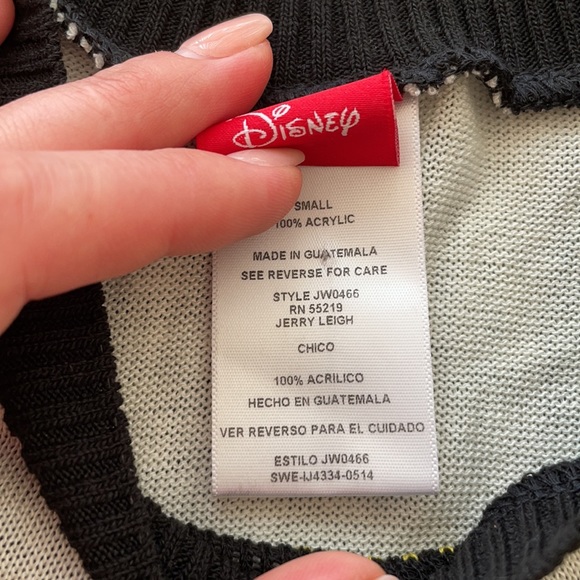 Disney
SMALL
100% ACRYLIC
MADE IN GUATEMALA
SEE REVERSE FOR CARE
STYLE JW0466
RN 55219
JERRY LEIGH
CHICO
100% ACRILICO
HECHO EN GUATEMALA
VER REVERSO PARA EL CUIDADO
ESTILO JW0466
SWE-IJ4334-0514